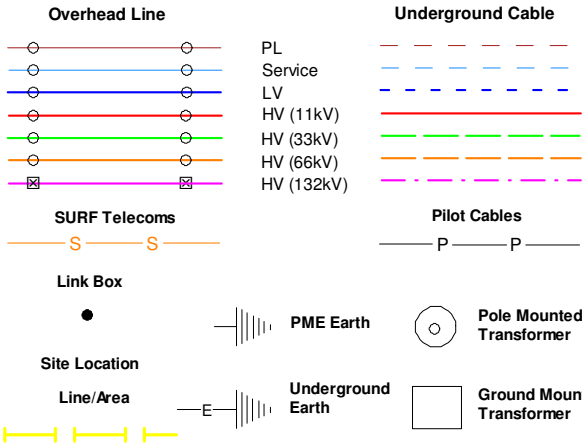 Overhead Line
Underground Cable
PL
Service
LV
HV (11kV)
HV (33kV)
HV (66kV)
HV (132kV)
SURF Telecoms
Pilot Cables
S S
P P
Link Box
PME Earth
Pole Mounted
Transformer
Site Location
Line/Area
E
Underground
Earth
Ground Moun
Transformer